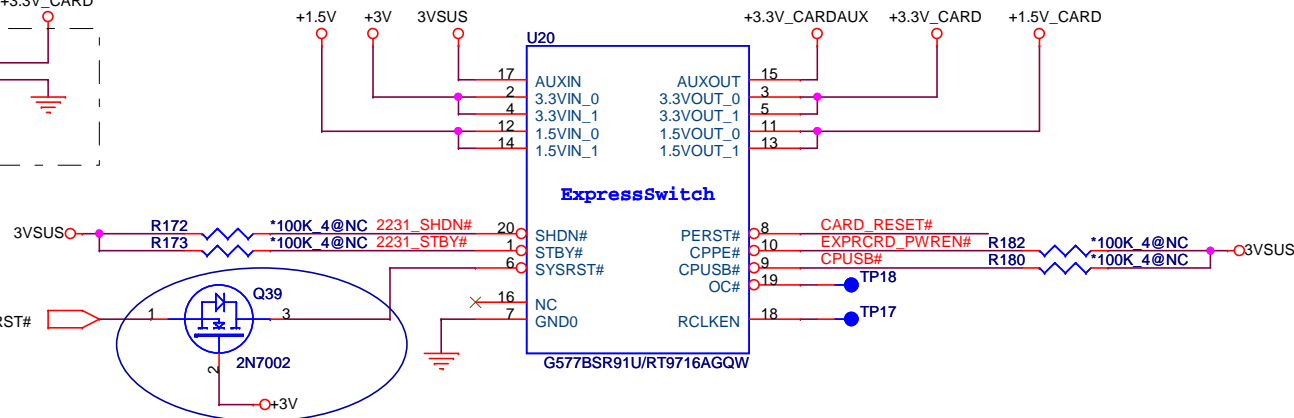 +3.3V_CARD
+1.5V +3V 3VSUS
+3.3V_CARDAUX +3.3V_CARD +1.5V_CARD
U20
17 AUXIN AUXOUT 15
2 3.3VIN_0 3.3VOUT_0 3
4 3.3VIN_1 3.3VOUT_1 5
12 1.5VIN_0 1.5VOUT_0 11
14 1.5VIN_1 1.5VOUT_1 13
ExpressSwitch
3VSUS R172 *100K_4@NC 2231_SHDN# 20 SHDN# PERST# 8 CARD_RESET#
R173 *100K_4@NC 2231_STBY# 1 STBY# CPPE# 10 EXPRCRD_PWREN# R182 *100K_4@NC 3VSUS
6 SYSRST# CPUSB# 9 CPUSB# R180 *100K_4@NC
OC# 19 TP18
16 NC
7 GND0 RCLKEN 18 TP17
G577BSR91U/RT9716AGQW
RST# 1 Q39 3
2N7002
2
+3V